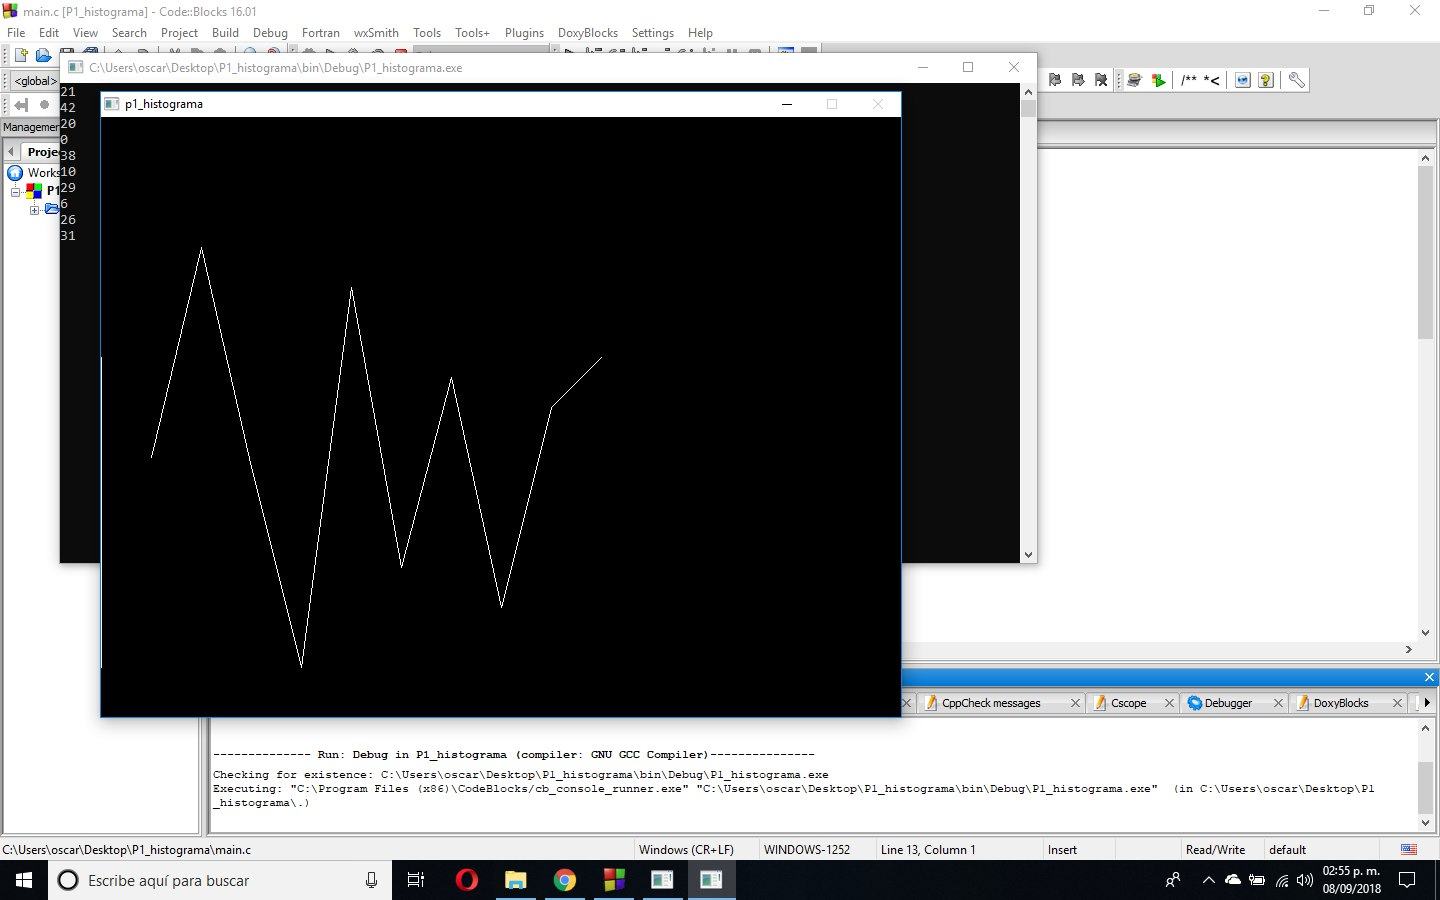 main.c [P1_histograma] - Code::Blocks 16.01
File Edit View Search Project Build Debug Fortran wxSmith Tools Tools+ Plugins DoxyBlocks Settings Help
C:\Users\oscar\Desktop\P1_histograma\bin\Debug\P1_histograma.exe
<global>
/** *<
21
p1_histograma
42
20
0
38
10
29
6
26
31
Works
P1
CppCheck messages Cscope Debugger DoxyBlocks
-------------- Run: Debug in P1_histograma (compiler: GNU GCC Compiler)---------------
Checking for existence: C:\Users\oscar\Desktop\P1_histograma\bin\Debug\P1_histograma.exe
Executing: "C:\Program Files (x86)\CodeBlocks/cb_console_runner.exe" "C:\Users\oscar\Desktop\P1_histograma\bin\Debug\P1_histograma.exe"  (in C:\Users\oscar\Desktop\P1
_histograma\.)
C:\Users\oscar\Desktop\P1_histograma\main.c Windows (CR+LF) WINDOWS-1252 Line 13, Column 1 Insert Read/Write default
Escribe aquí para buscar
02:55 p. m.
08/09/2018